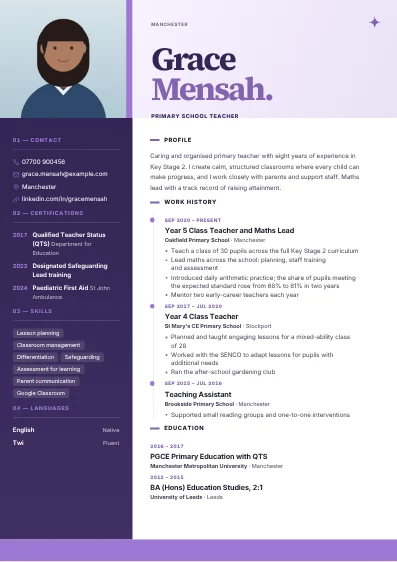 MANCHESTER
Grace
Mensah.
PRIMARY SCHOOL TEACHER
01 — CONTACT
07700 900456
grace.mensah@example.com
Manchester
linkedin.com/in/gracemensah
02 — CERTIFICATIONS
2017 Qualified Teacher Status
(QTS) Department for
Education
2023 Designated Safeguarding
Lead training
2024 Paediatric First Aid St John
Ambulance
03 — SKILLS
Lesson planning
Classroom management
Differentiation Safeguarding
Assessment for learning
Parent communication
Google Classroom
04 — LANGUAGES
English Native
Twi Fluent
PROFILE
Caring and organised primary teacher with eight years of experience in
Key Stage 2. I create calm, structured classrooms where every child can
make progress, and I work closely with parents and support staff. Maths
lead with a track record of raising attainment.
WORK HISTORY
SEP 2020 – PRESENT
Year 5 Class Teacher and Maths Lead
Oakfield Primary School · Manchester
• Teach a class of 30 pupils across the full Key Stage 2 curriculum
• Lead maths across the school: planning, staff training
and assessment
• Introduced daily arithmetic practice; the share of pupils meeting
the expected standard rose from 68% to 81% in two years
• Mentor two early-career teachers each year
SEP 2017 – JUL 2020
Year 4 Class Teacher
St Mary's CE Primary School · Stockport
• Planned and taught engaging lessons for a mixed-ability class
of 28
• Worked with the SENCO to adapt lessons for pupils with
additional needs
• Ran the after-school gardening club
SEP 2015 – JUL 2016
Teaching Assistant
Brookside Primary School · Manchester
• Supported small reading groups and one-to-one interventions
EDUCATION
2016 – 2017
PGCE Primary Education with QTS
Manchester Metropolitan University · Manchester
2012 – 2015
BA (Hons) Education Studies, 2:1
University of Leeds · Leeds